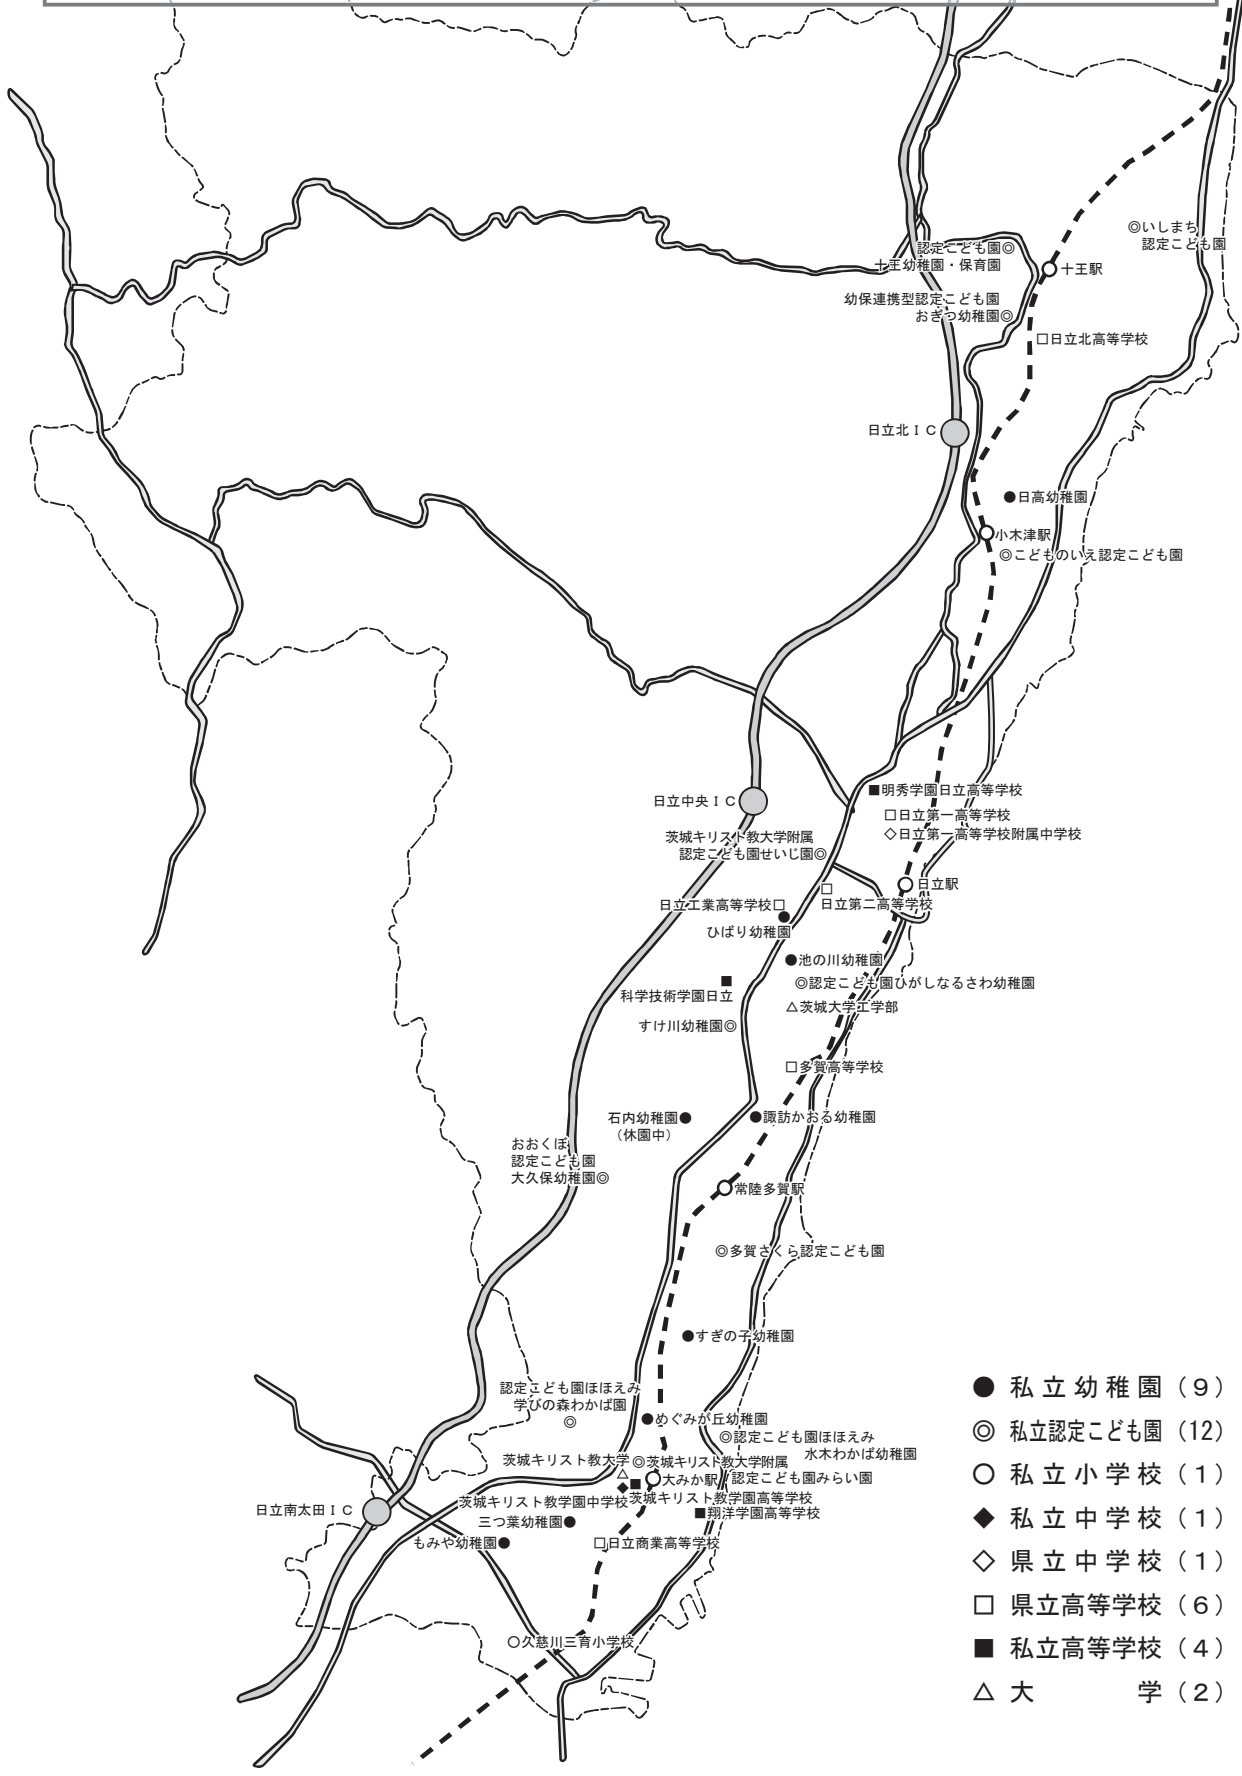 ◎いしまち
認定こども園
認定こども園◎
十王幼稚園・保育園
十王駅
幼保連携型認定こども園
おぎつ幼稚園◎
□日立北高等学校
日立北ＩＣ
●日高幼稚園
小木津駅
◎こどものいえ認定こども園
■明秀学園日立高等学校
日立中央ＩＣ
□日立第一高等学校
◇日立第一高等学校附属中学校
茨城キリスト教大学附属
認定こども園せいじ園◎
日立駅
□
日立第二高等学校
日立工業高等学校□
●
ひばり幼稚園
●池の川幼稚園
◎認定こども園ひがしなるさわ幼稚園
■
科学技術学園日立
△茨城大学工学部
すけ川幼稚園◎
□多賀高等学校
石内幼稚園●
（休園中）
●諏訪かおる幼稚園
おおくぼ
認定こども園
大久保幼稚園◎
常陸多賀駅
◎多賀さくら認定こども園
●すぎの子幼稚園
認定こども園ほほえみ
学びの森わかば園
◎
●めぐみが丘幼稚園
◎認定こども園ほほえみ
水木わかば幼稚園
茨城キリスト教大学
△
◎茨城キリスト教大学附属
認定こども園みらい園
大みか駅
◆
茨城キリスト教学園中学校
■
茨城キリスト教学園高等学校
■翔洋学園高等学校
日立南太田ＩＣ
三つ葉幼稚園●
もみや幼稚園●
□日立商業高等学校
○久慈川三育小学校
● 私立幼稚園（９）
◎ 私立認定こども園（12）
○ 私立小学校（１）
◆ 私立中学校（１）
◇ 県立中学校（１）
□ 県立高等学校（６）
■ 私立高等学校（４）
△ 大　　　学（２）